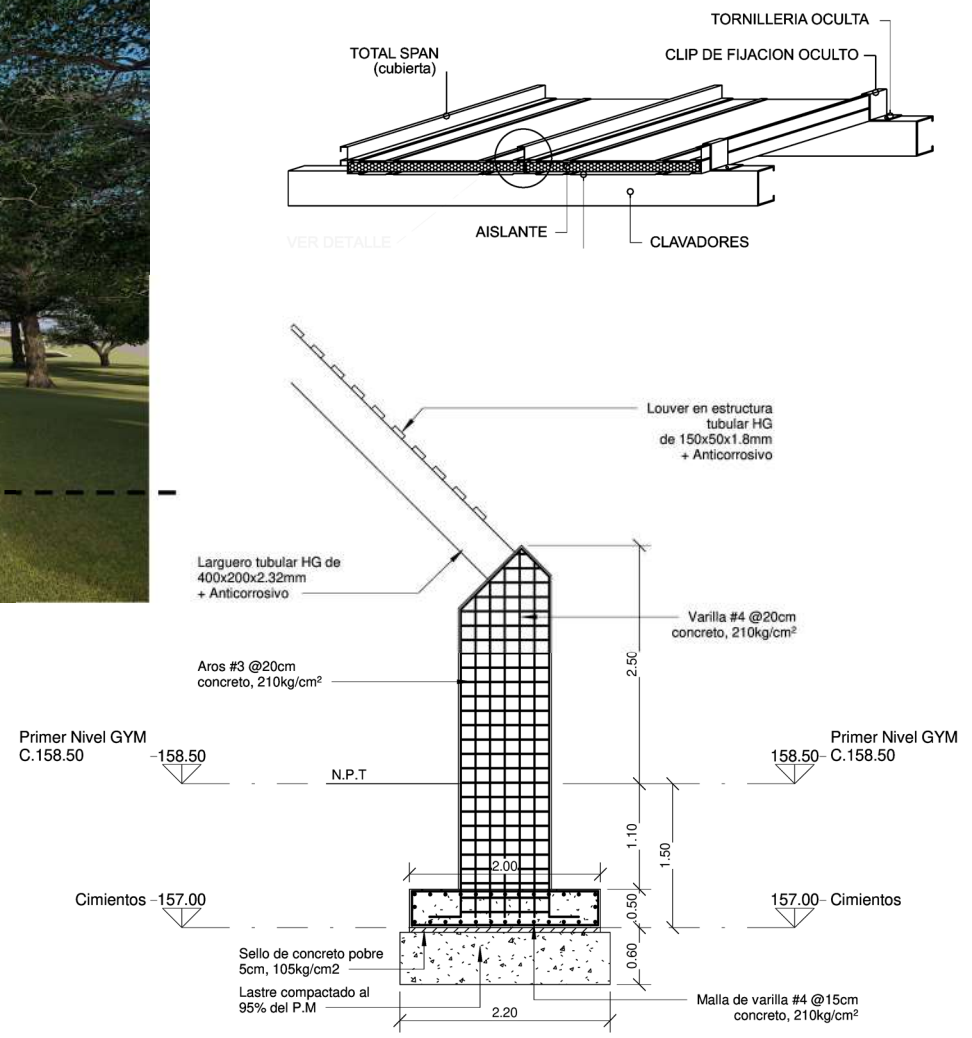 TORNILLERIA OCULTA
TOTAL SPAN
(cubierta)
CLIP DE FIJACION OCULTO
VER DETALLE
AISLANTE
CLAVADORES
Louver en estructura
tubular HG
de 150x50x1.8mm
+ Anticorrosivo
Larguero tubular HG de
400x200x2.32mm
+ Anticorrosivo
Varilla #4 @20cm
concreto, 210kg/cm²
2.50
Aros #3 @20cm
concreto, 210kg/cm²
Primer Nivel GYM
C.158.50
158.50
N.P.T
158.50
Primer Nivel GYM
C.158.50
1.10
1.50
2.00
Cimientos
157.00
0.50
157.00
Cimientos
Sello de concreto pobre
5cm, 105kg/cm2
0.60
Lastre compactado al
95% del P.M
2.20
Malla de varilla #4 @15cm
concreto, 210kg/cm²